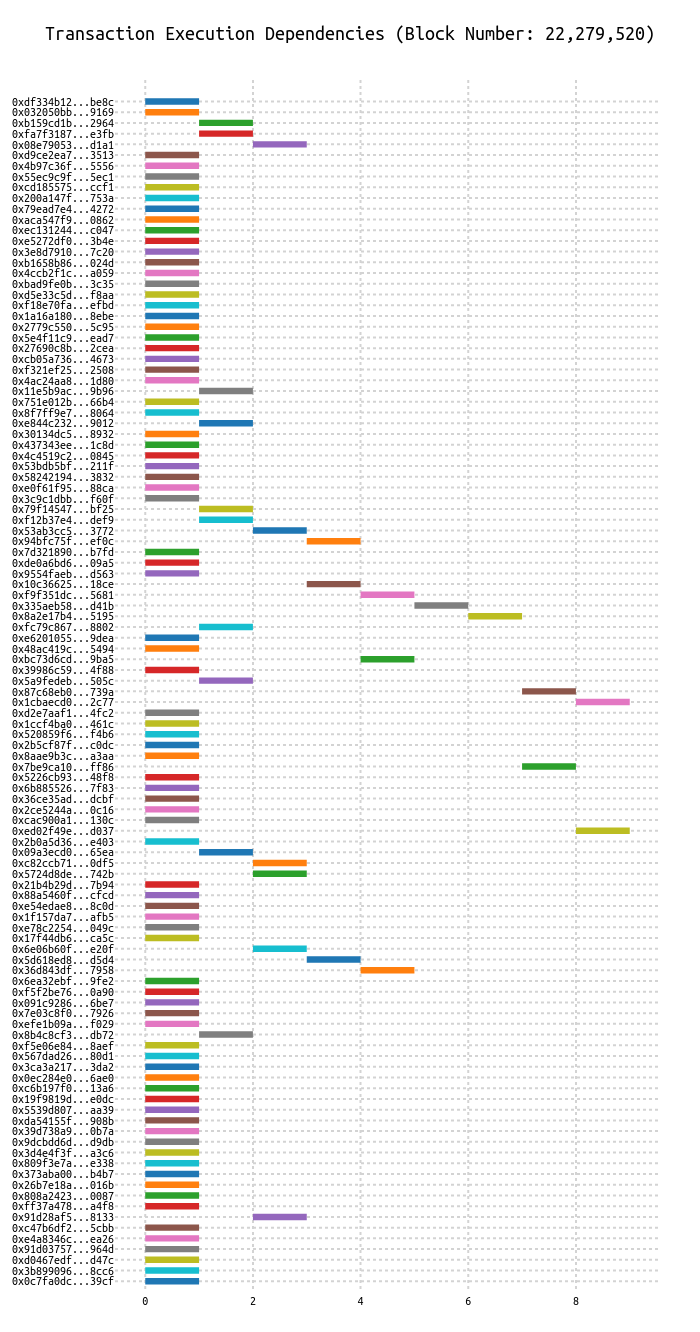 Transaction Execution Dependencies (Block Number: 22,279,520)
0xdf334b12...be8c
0x032050bb...9169
0xb159cd1b...2964
0xfa7f3187...e3fb
0x08e79053...d1a1
0xd9ce2ea7...3513
0x4b97c36f...5556
0x55ec9c9f...5ec1
0xcd185575...ccf1
0x200a147f...753a
0x79ead7e4...4272
0xaca547f9...0862
0xec131244...c047
0xe5272df0...3b4e
0x3e8d7910...7c20
0xb1658b86...024d
0x4ccb2f1c...a059
0xbad9fe0b...3c35
0xd5e33c5d...f8aa
0xf18e70fa...efbd
0x1a16a180...8ebe
0x2779c550...5c95
0x5e4f11c9...ead7
0x27690c8b...2cea
0xcb05a736...4673
0xf321ef25...2508
0x4ac24aa8...1d80
0x11e5b9ac...9b96
0x751e012b...66b4
0x8f7ff9e7...8064
0xe844c232...9012
0x30134dc5...8932
0x437343ee...1c8d
0x4c4519c2...0845
0x53bdb5bf...211f
0x58242194...3832
0xe0f61f95...88ca
0x3c9c1dbb...f60f
0x79f14547...bf25
0xf12b37e4...def9
0x53ab3cc5...3772
0x94bfc75f...ef0c
0x7d321890...b7fd
0xde0a6bd6...09a5
0x9554faeb...d563
0x10c36625...18ce
0xf9f351dc...5681
0x335aeb58...d41b
0x8a2e17b4...5195
0xfc79c867...8802
0xe6201055...9dea
0x48ac419c...5494
0xbc73d6cd...9ba5
0x39986c59...4f88
0x5a9fedeb...505c
0x87c68eb0...739a
0x1cbaecd0...2c77
0xd2e7aaf1...4fc2
0x1ccf4ba0...461c
0x520859f6...f4b6
0x2b5cf87f...c0dc
0x8aae9b3c...a3aa
0x7be9ca10...ff86
0x5226cb93...48f8
0x6b885526...7f83
0x36ce35ad...dcbf
0x2ce5244a...0c16
0xcac900a1...130c
0xed02f49e...d037
0x2b0a5d36...e403
0x09a3ecd0...65ea
0xc82ccb71...0df5
0x5724d8de...742b
0x21b4b29d...7b94
0x88a5460f...cfcd
0xe54edae8...8c0d
0x1f157da7...afb5
0xe78c2254...049c
0x17f44db6...ca5c
0x6e06b60f...e20f
0x5d618ed8...d5d4
0x36d843df...7958
0x6ea32ebf...9fe2
0xf5f2be76...0a90
0x091c9286...6be7
0x7e03c8f0...7926
0xefe1b09a...f029
0x8b4c8cf3...db72
0xf5e06e84...8aef
0x567dad26...80d1
0x3ca3a217...3da2
0x0ec284e0...6ae0
0xc6b197f0...13a6
0x19f9819d...e0dc
0x5539d807...aa39
0xda54155f...908b
0x39d738a9...0b7a
0x9dcbdd6d...d9db
0x3d4e4f3f...a3c6
0x809f3e7a...e338
0x373aba00...b4b7
0x26b7e18a...016b
0x808a2423...0087
0xff37a478...a4f8
0x91d28af5...8133
0xc47b6df2...5cbb
0xe4a8346c...ea26
0x91d03757...964d
0xd0467edf...d47c
0x3b899096...8cc6
0x0c7fa0dc...39cf
0 2 4 6 8